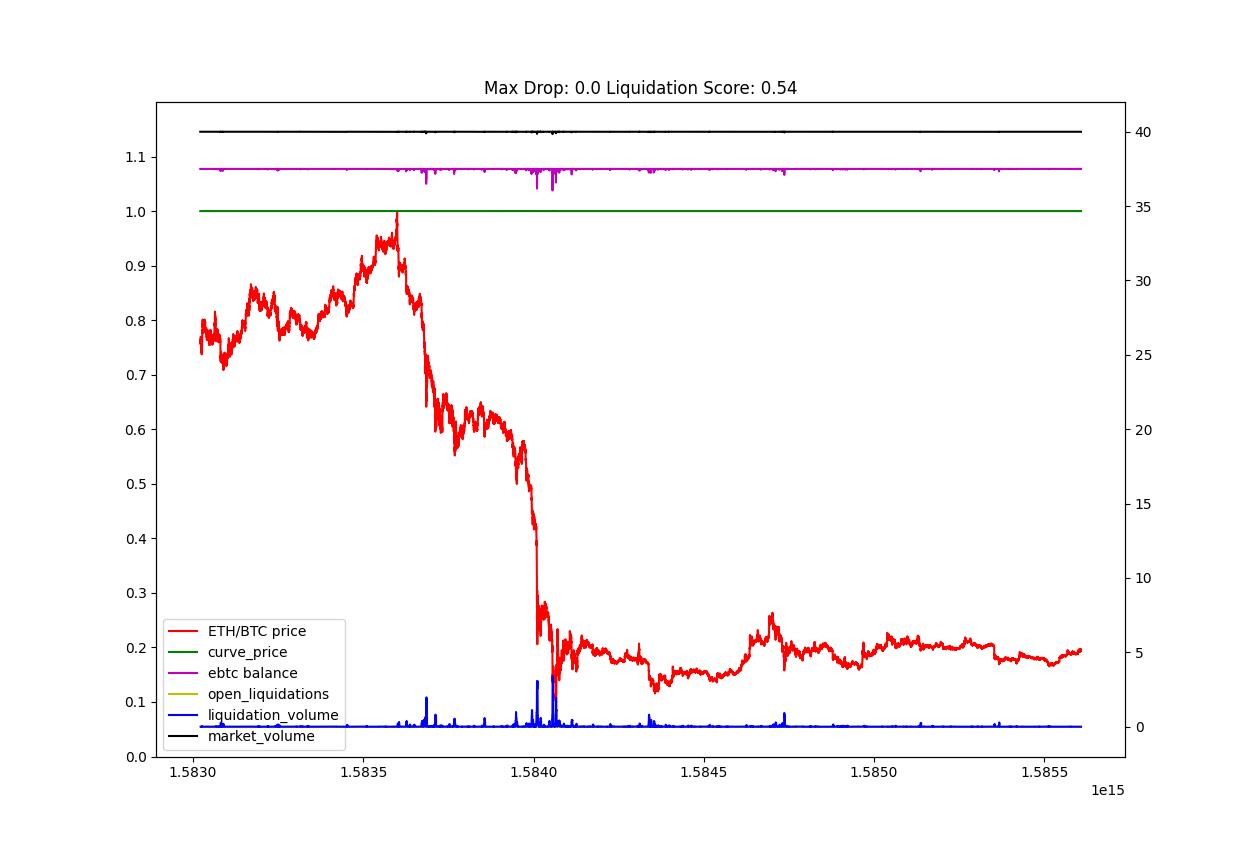 Max Drop: 0.0 Liquidation Score: 0.54
1.1
1.0
0.9
0.8
0.7
0.6
0.5
0.4
0.3
0.2
0.1
0.0
40
35
30
25
20
15
10
5
0
ETH/BTC price
curve_price
ebtc balance
open_liquidations
liquidation_volume
market_volume
1.5830 1.5835 1.5840 1.5845 1.5850 1.5855
1e15